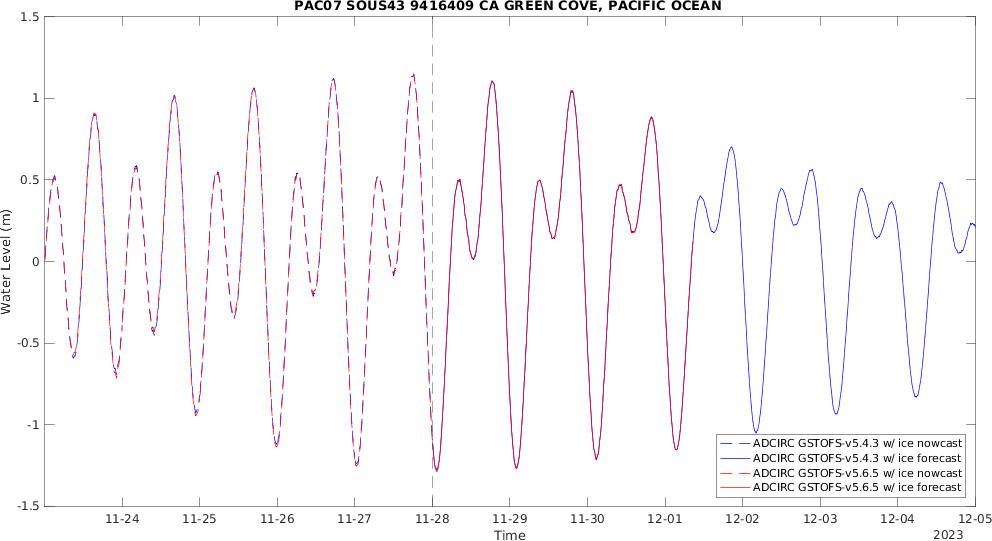 PAC07 SOUS43 9416409 CA GREEN COVE, PACIFIC OCEAN
Water Level (m)
1.5
1
0.5
0
-0.5
-1
-1.5
11-24 11-25 11-26 11-27 11-28 11-29 11-30 12-01 12-02 12-03 12-04 12-05
Time
2023
ADCIRC GSTOFS-v5.4.3 w/ ice nowcast
ADCIRC GSTOFS-v5.4.3 w/ ice forecast
ADCIRC GSTOFS-v5.6.5 w/ ice nowcast
ADCIRC GSTOFS-v5.6.5 w/ ice forecast